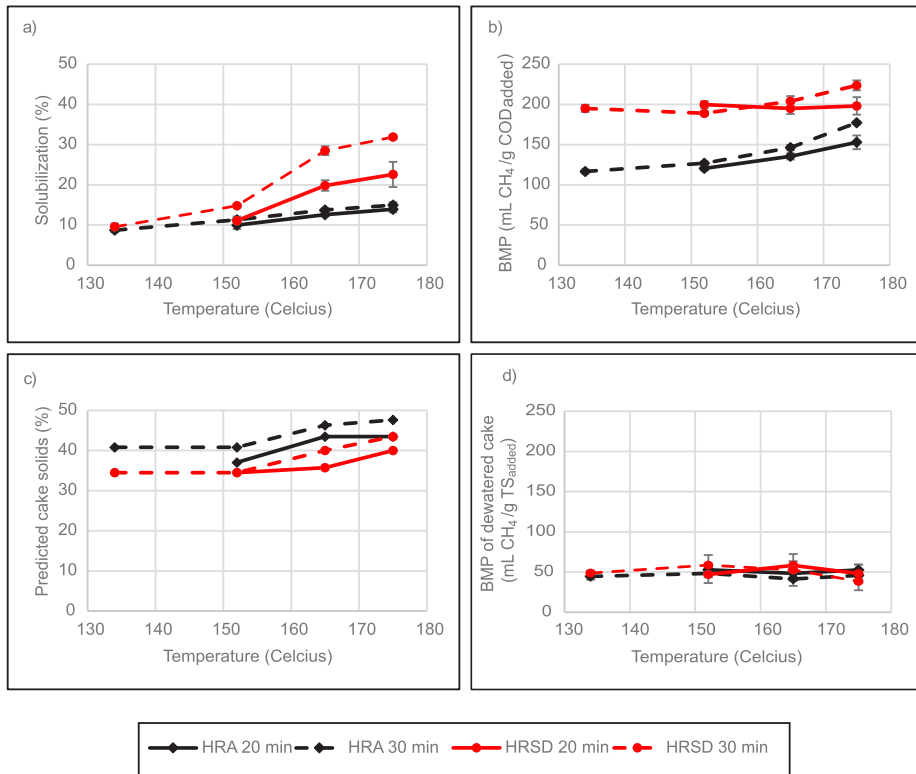 a)
50
40
30
20
10
0
Solubilization (%)
130 140 150 160 170 180
Temperature (Celcius)
b)
250
200
150
100
50
0
BMP (mL CH₄/g CODadded)
130 140 150 160 170 180
Temperature (Celcius)
c)
50
40
30
20
10
0
Predicted cake solids (%)
130 140 150 160 170 180
Temperature (Celcius)
d)
250
200
150
100
50
0
BMP of dewatered cake
(mL CH₄/g TSadded)
130 140 150 160 170 180
Temperature (Celcius)
HRA 20 min HRA 30 min HRSD 20 min HRSD 30 min